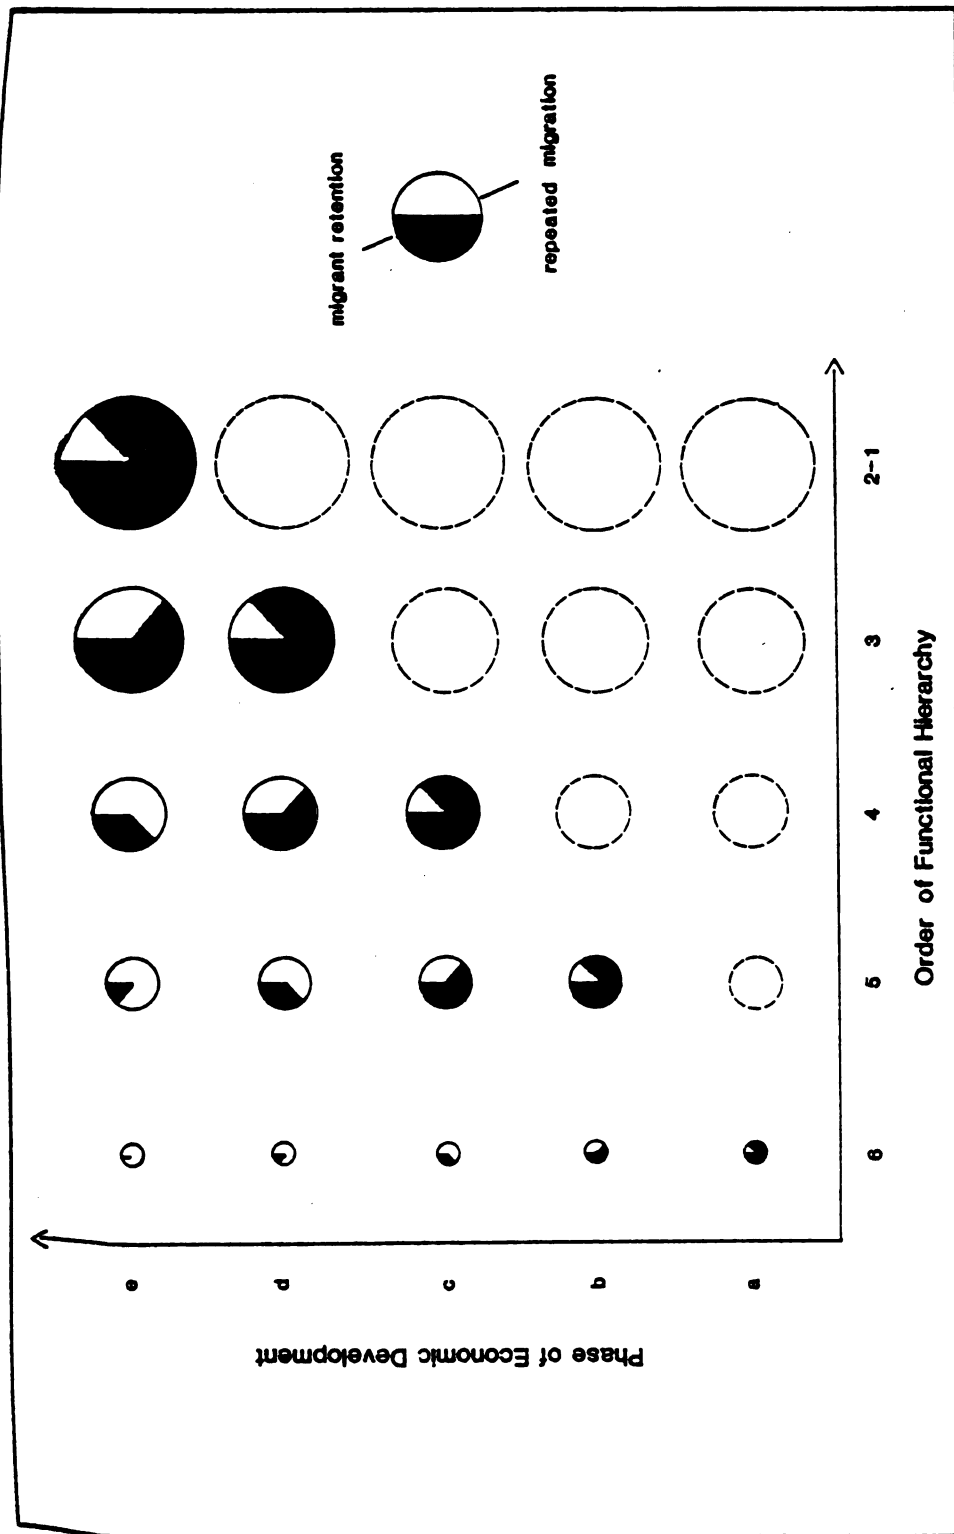 migrant retention
repeated migration
e
d
c
b
a
6
5
4
3
2-1
Phase of Economic Development
Order of Functional Hierarchy